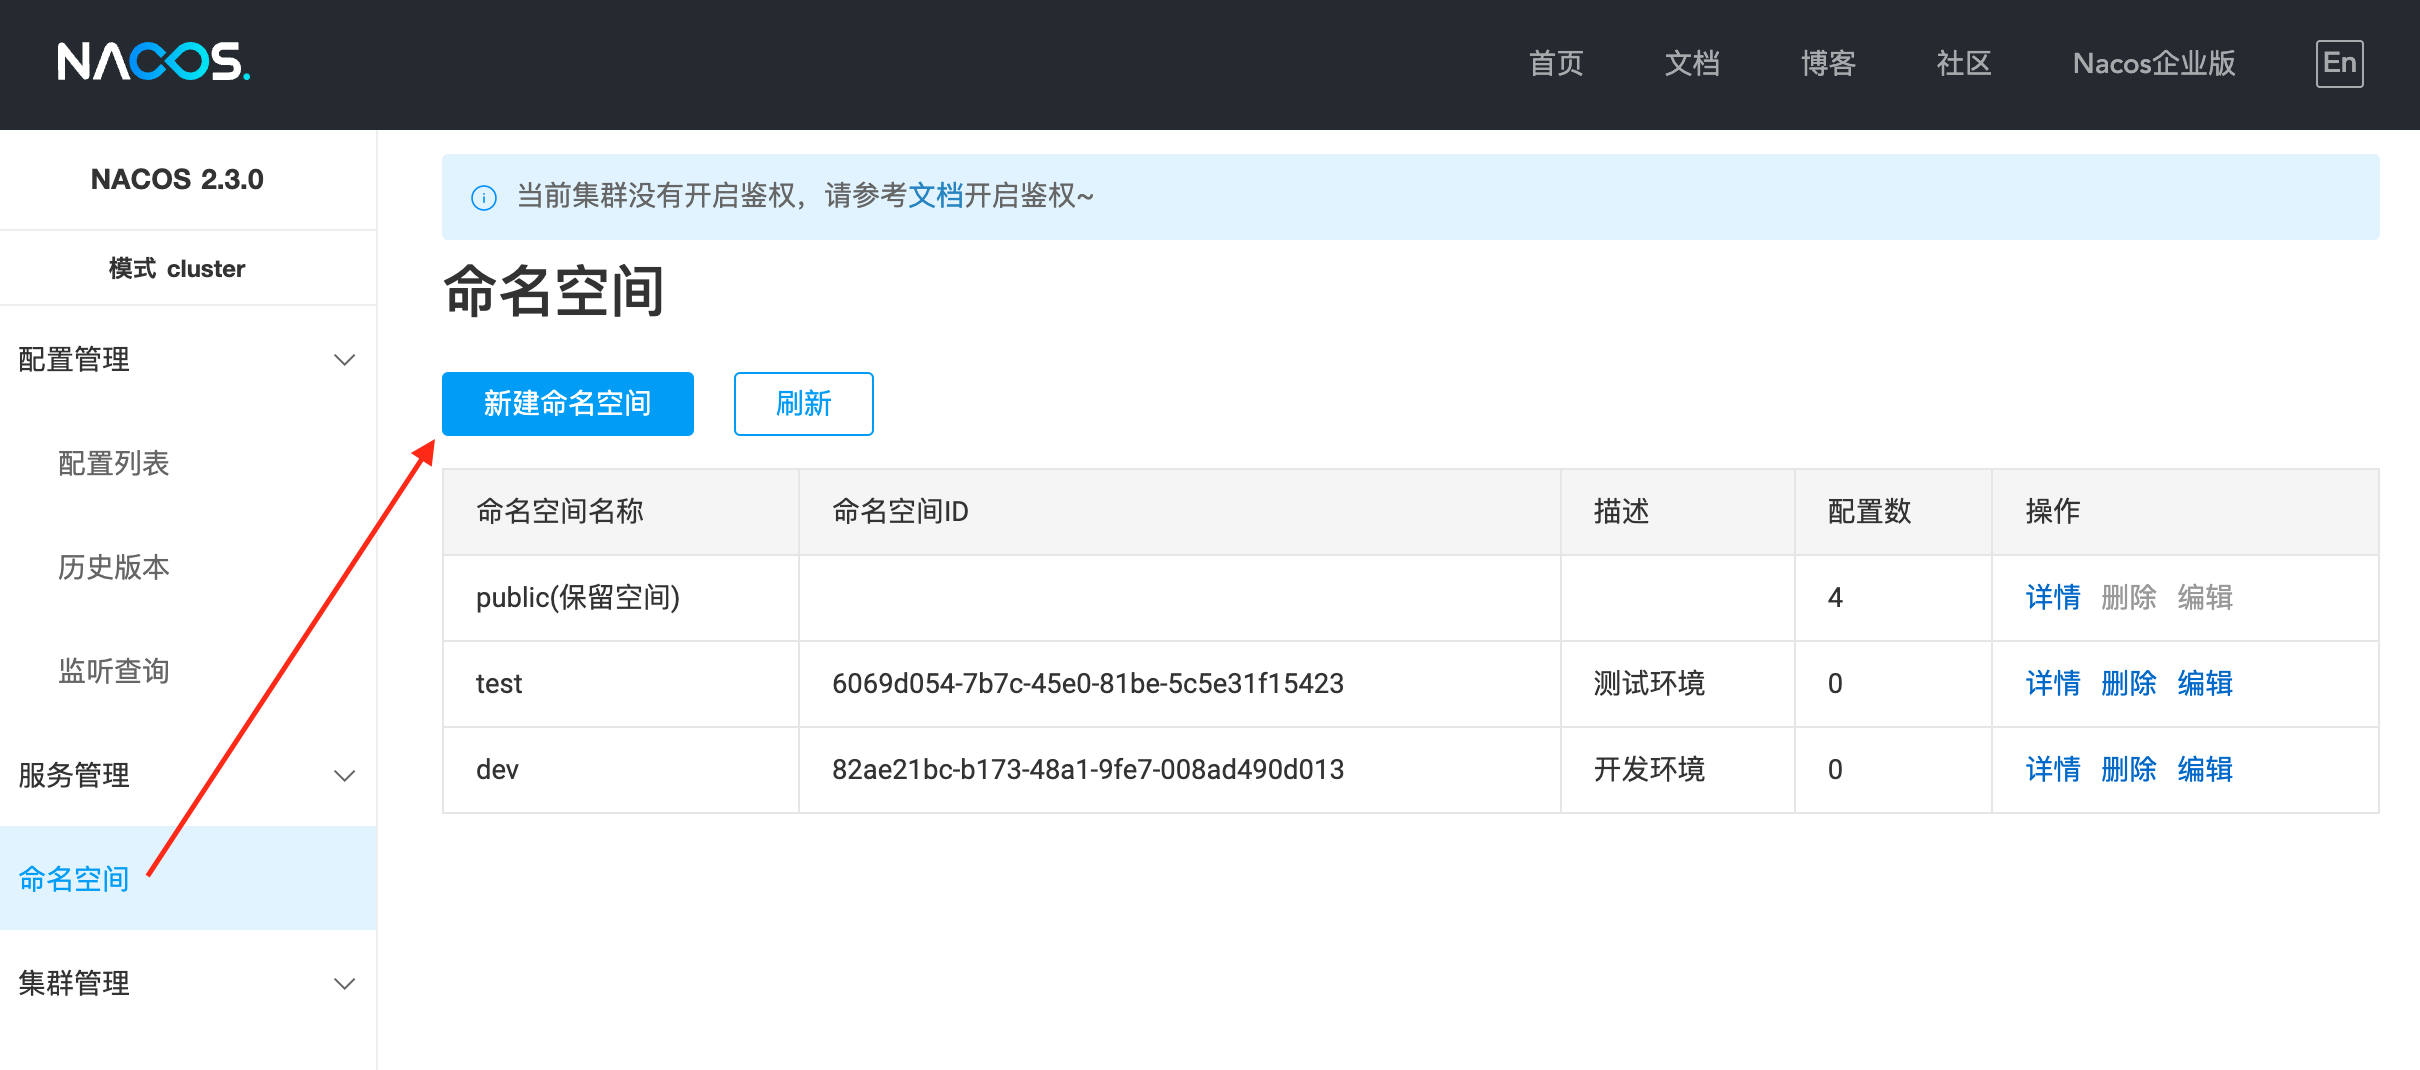 NACOS.
首页 文档 博客 社区 Nacos企业版 En
NACOS 2.3.0
模式 cluster
配置管理
配置列表
历史版本
监听查询
服务管理
命名空间
集群管理
当前集群没有开启鉴权，请参考文档开启鉴权~
命名空间
新建命名空间 刷新
命名空间名称 命名空间ID 描述 配置数 操作
public(保留空间) 4 详情 删除 编辑
test 6069d054-7b7c-45e0-81be-5c5e31f15423 测试环境 0 详情 删除 编辑
dev 82ae21bc-b173-48a1-9fe7-008ad490d013 开发环境 0 详情 删除 编辑